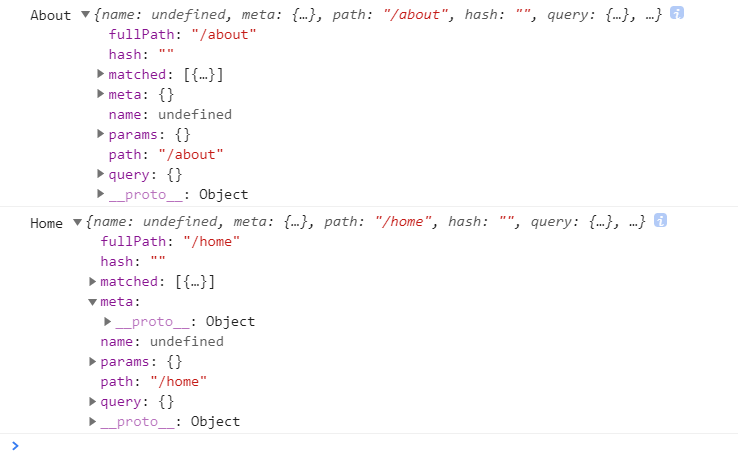 About ▼{name: undefined, meta: {…}, path: "/about", hash: "", query: {…}, …} i
fullPath: "/about"
hash: ""
▶matched: [{…}]
▶meta: {}
name: undefined
▶params: {}
path: "/about"
▶query: {}
▶__proto__: Object
Home ▼{name: undefined, meta: {…}, path: "/home", hash: "", query: {…}, …} i
fullPath: "/home"
hash: ""
▶matched: [{…}]
▼meta:
▶__proto__: Object
name: undefined
▶params: {}
path: "/home"
▶query: {}
▶__proto__: Object
>